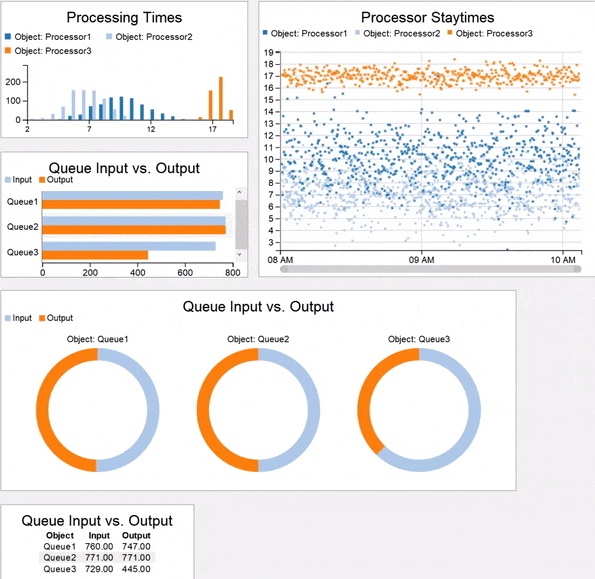 Processing Times
Object: Processor1 Object: Processor2
Object: Processor3
200
100
0
2 7 12 17
Processor Staytimes
Object: Processor1 Object: Processor2 Object: Processor3
19
18
17
16
15
14
13
12
11
10
9
8
7
6
5
4
3
08 AM 09 AM 10 AM
Queue Input vs. Output
Input Output
Queue1
Queue2
Queue3
0 200 400 600 800
Queue Input vs. Output
Input Output
Object: Queue1 Object: Queue2 Object: Queue3
Queue Input vs. Output
Object Input Output
Queue1 760.00 747.00
Queue2 771.00 771.00
Queue3 729.00 445.00